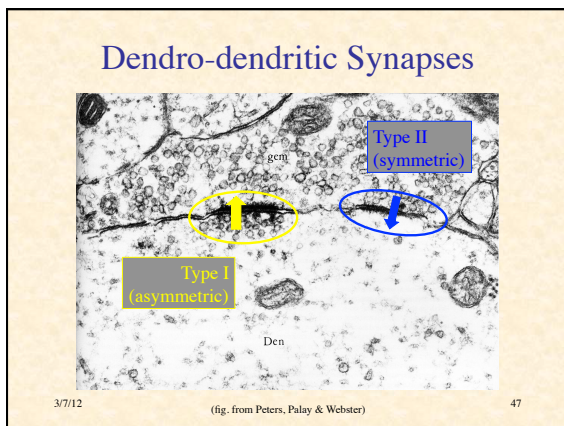 Dendro-dendritic Synapses
Type II
(symmetric)
gem
Type I
(asymmetric)
Den
3/7/12
(fig. from Peters, Palay & Webster)
47